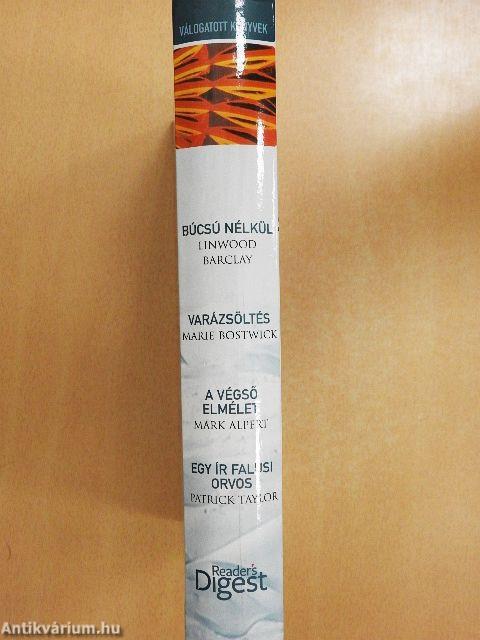 VÁLOGATOTT KÖNYVEK
BÚCSÚ NÉLKÜL
LINWOOD
BARCLAY
VARÁZSÖLTÉS
MARIE BOSTWICK
A VÉGSŐ
ELMÉLET
MARK ALPERT
EGY ÍR FALUSI
ORVOS
PATRICK TAYLOR
Reader's
Digest
Antikvárium.hu